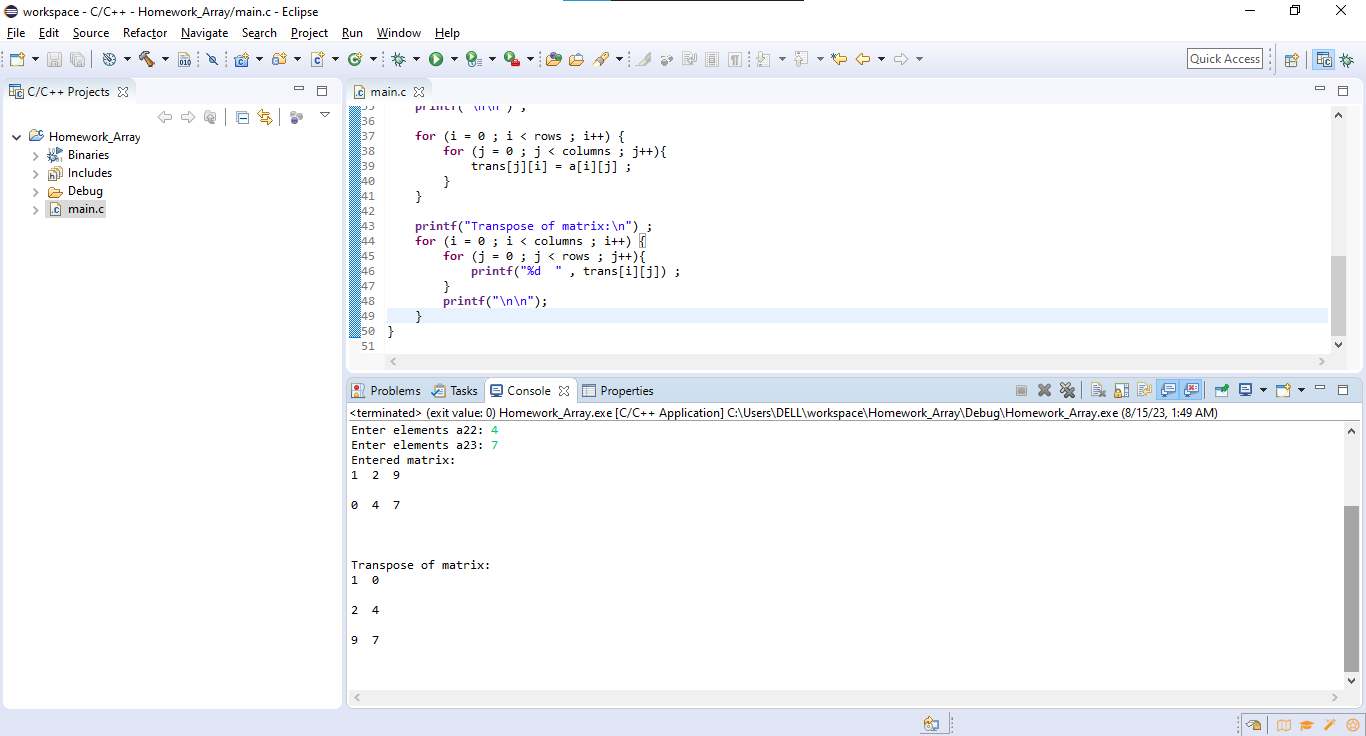 workspace - C/C++ - Homework_Array/main.c - Eclipse
File Edit Source Refactor Navigate Search Project Run Window Help
Quick Access
C/C++ Projects
Homework_Array
Binaries
Includes
Debug
main.c
main.c
35 printf("\n\n") ;
36
37 for (i = 0 ; i < rows ; i++) {
38 for (j = 0 ; j < columns ; j++){
39 trans[j][i] = a[i][j] ;
40 }
41 }
42
43 printf("Transpose of matrix:\n") ;
44 for (i = 0 ; i < columns ; i++) {
45 for (j = 0 ; j < rows ; j++){
46 printf("%d  " , trans[i][j]) ;
47 }
48 printf("\n\n");
49 }
50 }
51
Problems Tasks Console Properties
<terminated> (exit value: 0) Homework_Array.exe [C/C++ Application] C:\Users\DELL\workspace\Homework_Array\Debug\Homework_Array.exe (8/15/23, 1:49 AM)
Enter elements a22: 4
Enter elements a23: 7
Entered matrix:
1  2  9
0  4  7
Transpose of matrix:
1  0
2  4
9  7